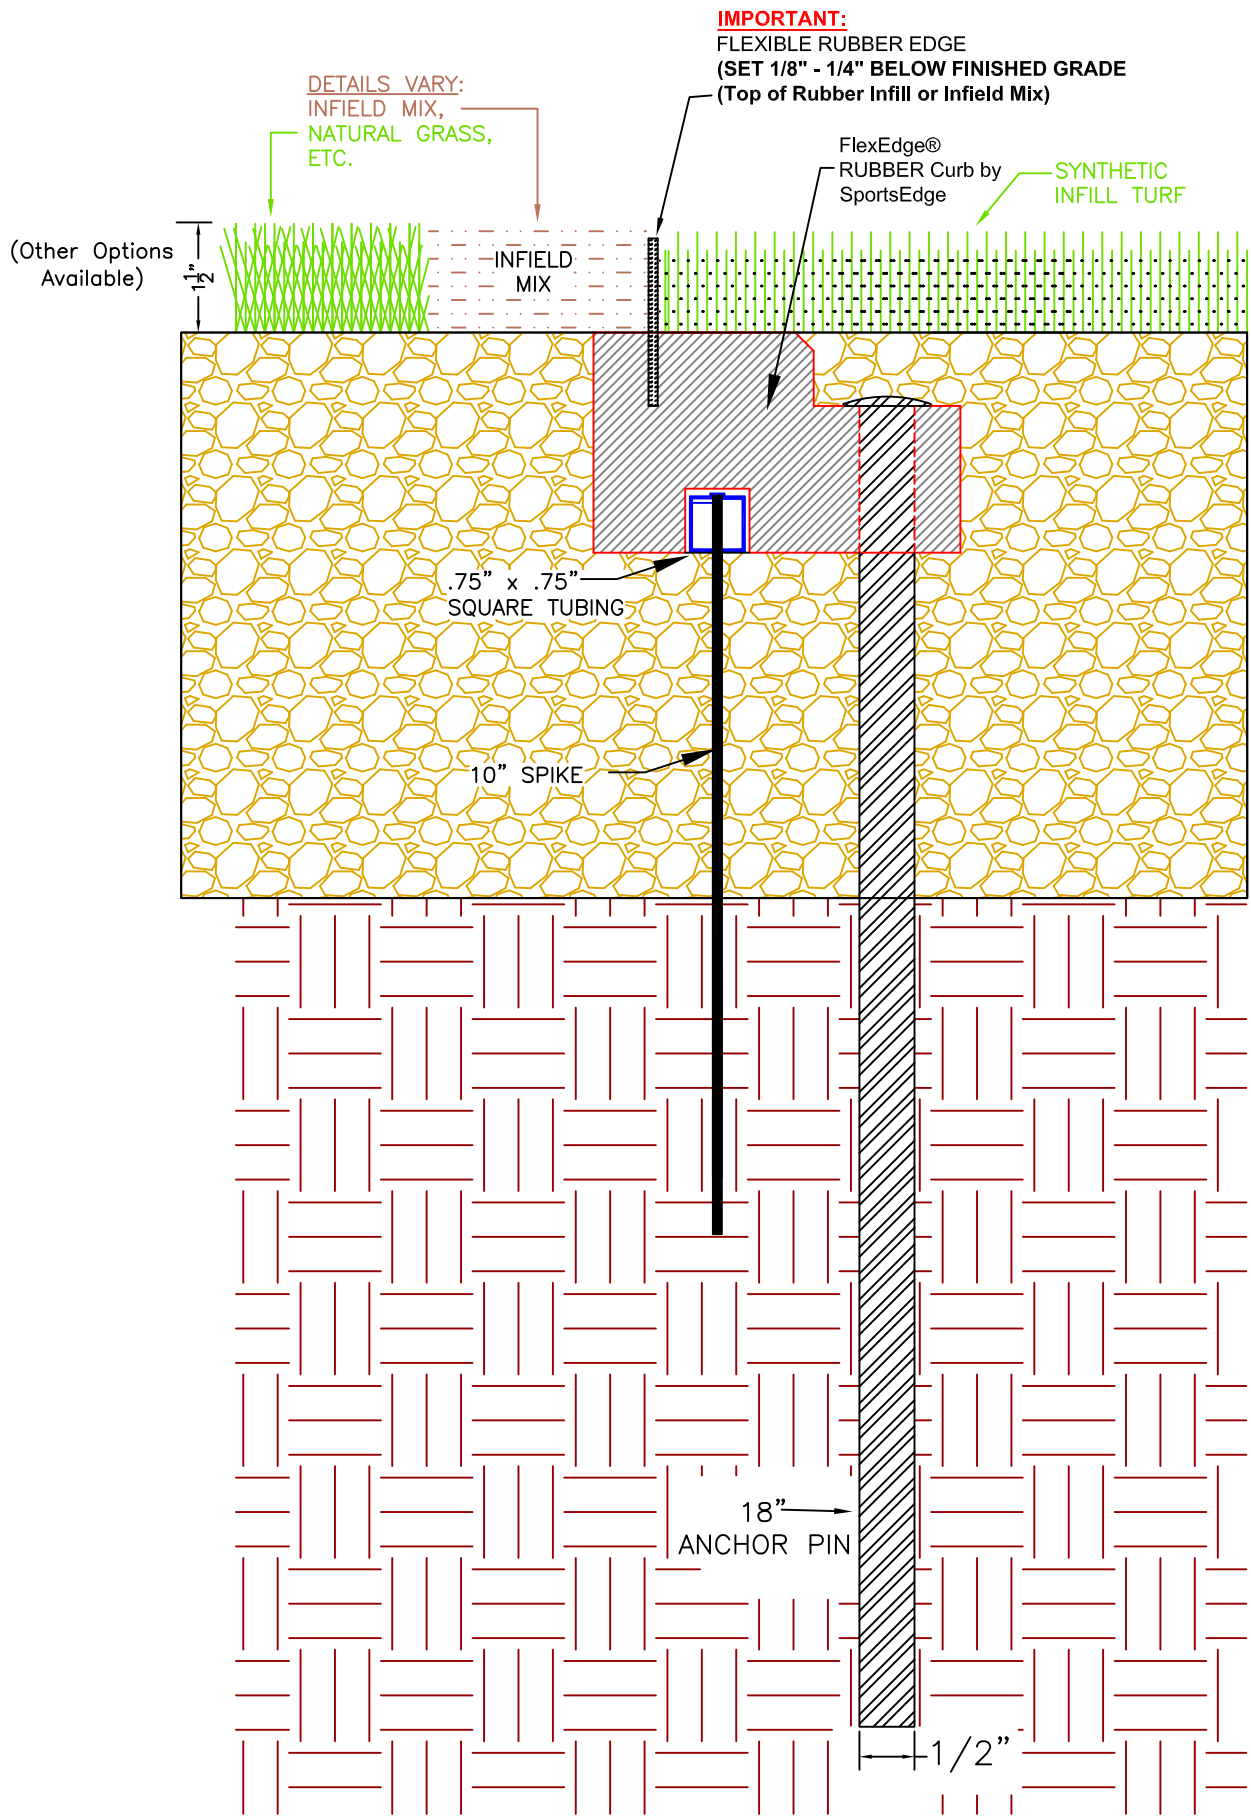 IMPORTANT:
FLEXIBLE RUBBER EDGE
(SET 1/8" - 1/4" BELOW FINISHED GRADE
(Top of Rubber Infill or Infield Mix)
DETAILS VARY:
INFIELD MIX,
NATURAL GRASS,
ETC.
FlexEdge®
RUBBER Curb by
SportsEdge
SYNTHETIC
INFILL TURF
(Other Options
Available)
1 1/2"
INFIELD
MIX
.75” x .75”
SQUARE TUBING
10” SPIKE
18”
ANCHOR PIN
1/2”